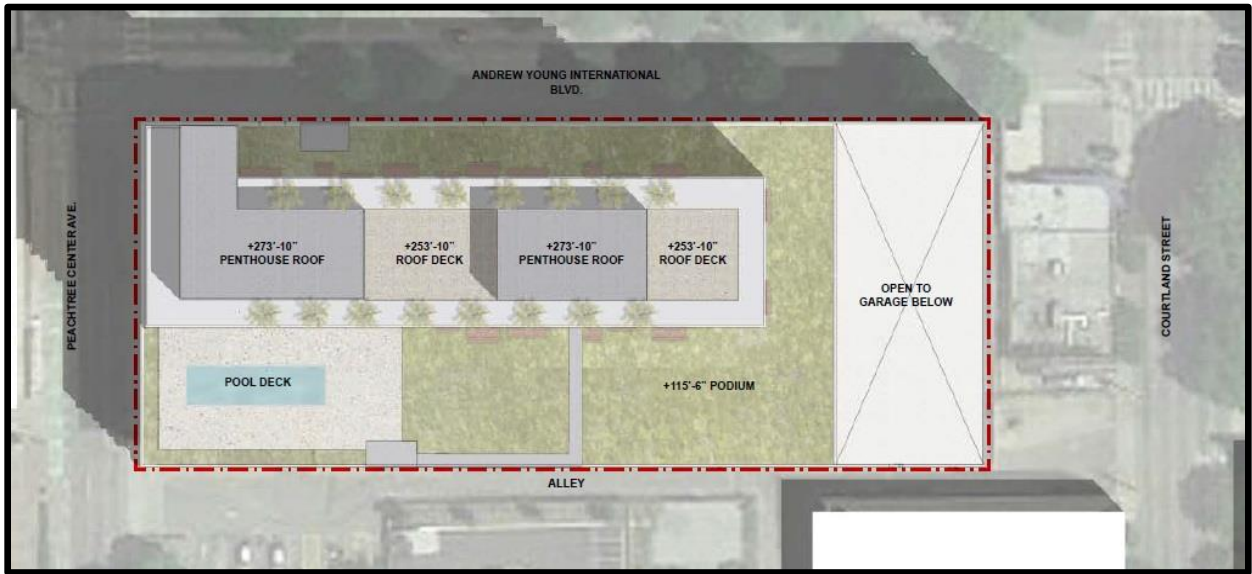 ANDREW YOUNG INTERNATIONAL
BLVD.
PEACHTREE CENTER AVE.
+273'-10"
PENTHOUSE ROOF
+253'-10"
ROOF DECK
+273'-10"
PENTHOUSE ROOF
+253'-10"
ROOF DECK
OPEN TO
GARAGE BELOW
COURTLAND STREET
POOL DECK
+115'-6" PODIUM
ALLEY